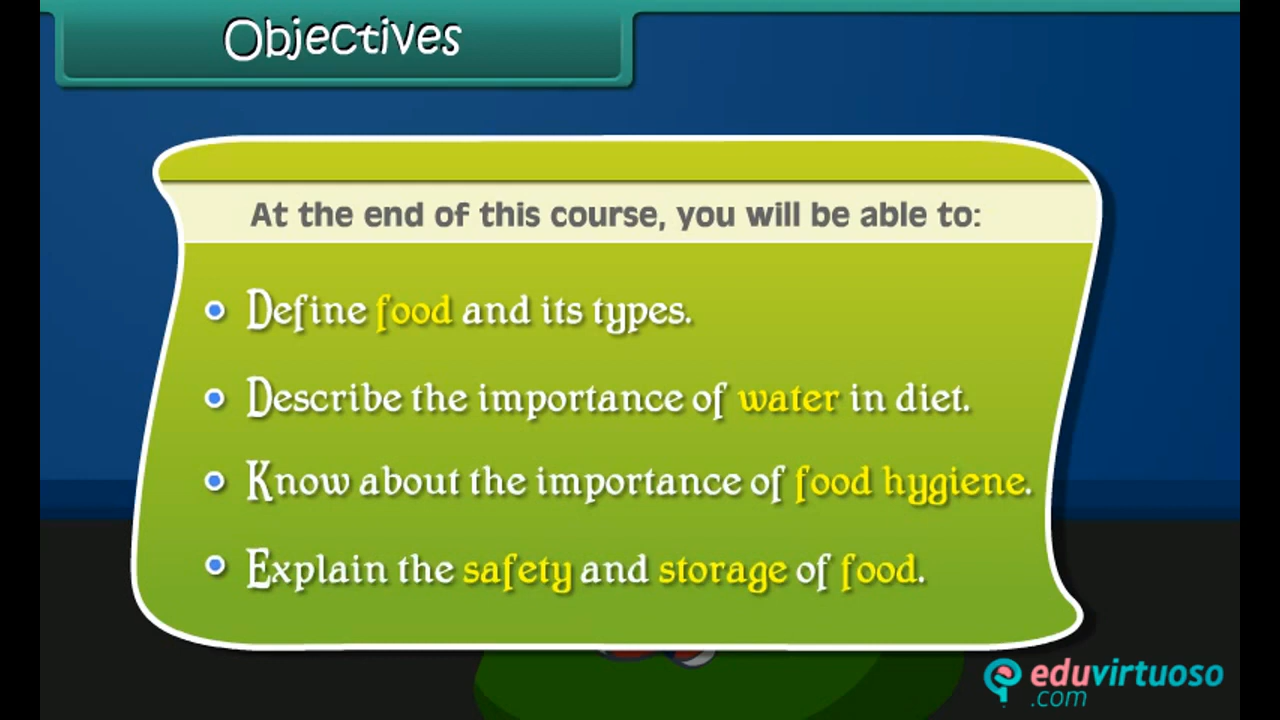 Objectives
At the end of this course, you will be able to:
Define food and its types.
Describe the importance of water in diet.
Know about the importance of food hygiene.
Explain the safety and storage of food.
eduvirtuoso
.com